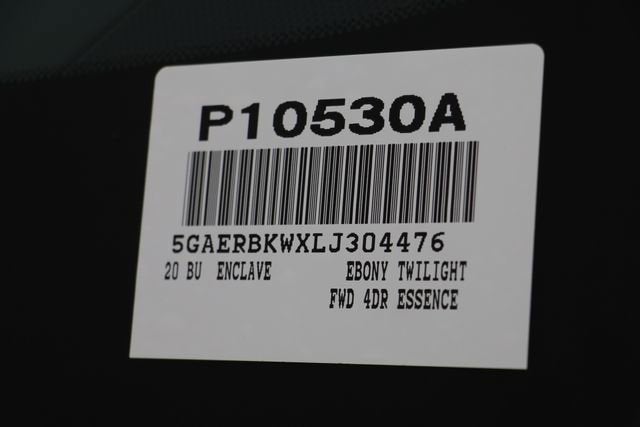 P10530A
5GAERBKWXLJ304476
20 BU ENCLAVE EBONY TWILIGHT
FWD 4DR ESSENCE